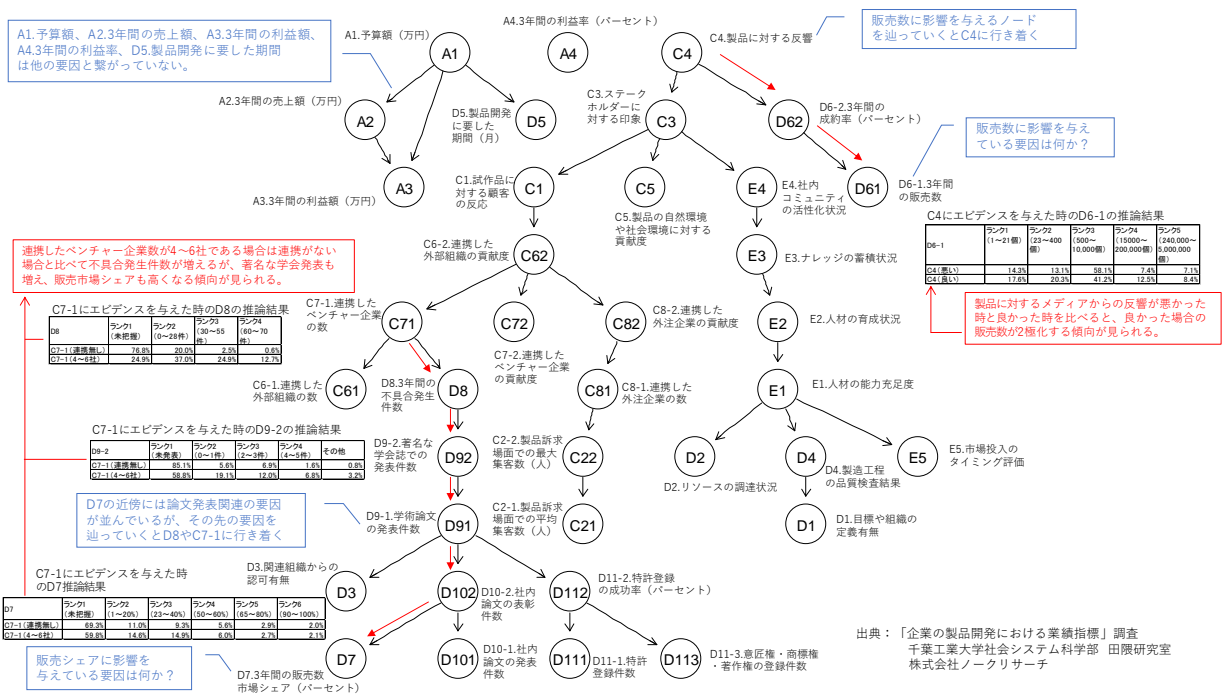 A1.予算額、A2.3年間の売上額、A3.3年間の利益額、
A4.3年間の利益率、D5.製品開発に要した期間
は他の要因と繋がっていない。
A1.予算額（万円）
A1
A4.3年間の利益率（パーセント）
A4
C4.製品に対する反響
C4
販売数に影響を与えるノード
を辿っていくとC4に行き着く
A2.3年間の売上額（万円）
A2
D5.製品開発
に要した
期間（月）
D5
C3.ステーク
ホルダーに
対する印象
C3
D62
D6-2.3年間の
成約率（パーセント）
販売数に影響を与え
ている要因は何か？
A3
A3.3年間の利益額（万円）
C1.試作品に
対する顧客
の反応
C1
C5
C5.製品の自然環境
や社会環境に対する
貢献度
E4
E4.社内
コミュニティ
の活性化状況
D61
D6-1.3年間
の販売数
C4にエビデンスを与えた時のD6-1の推論結果
D6-1
ランク1
（1～21個）
ランク2
（23～400
個）
ランク3
（500～
10,000個）
ランク4
（15000～
200,000個）
ランク5
（240,000～
5,000,000
個）
C4（悪い） 14.3% 13.1% 58.1% 7.4% 7.1%
C4（良い） 17.6% 20.3% 41.2% 12.5% 8.4%
製品に対するメディアからの反響が悪かった
時と良かった時を比べると、良かった場合の
販売数が2極化する傾向が見られる。
連携したベンチャー企業数が4～6社である場合は連携がない
場合と比べて不具合発生件数が増えるが、著名な学会発表も
増え、販売市場シェアも高くなる傾向が見られる。
C6-2.連携した
外部組織の貢献度
C62
E3
E3.ナレッジの蓄積状況
C7-1にエビデンスを与えた時のD8の推論結果
D8
ランク1
（未把握）
ランク2
（0～28件）
ランク3
（30～55
件）
ランク4
（60～70
件）
C7-1（連携無し） 76.8% 20.0% 2.5% 0.6%
C7-1（4～6社） 24.9% 37.0% 24.9% 12.7%
C7-1.連携した
ベンチャー企業
の数
C71
C72
C7-2.連携した
ベンチャー企業
の貢献度
C82
C8-2.連携した
外注企業の貢献度
E2
E2.人材の育成状況
C6-1.連携した
外部組織の数
C61
D8.3年間の
不具合発生
件数
D8
C81
C8-1.連携した
外注企業の数
E1
E1.人材の能力充足度
C7-1にエビデンスを与えた時のD9-2の推論結果
D9-2
ランク1
（未発表）
ランク2
（0～1件）
ランク3
（2～3件）
ランク4
（4～5件）
その他
C7-1（連携無し） 85.1% 5.6% 6.9% 1.6% 0.8%
C7-1（4～6社） 58.8% 19.1% 12.0% 6.8% 3.2%
D9-2.著名な
学会誌での
発表件数
D92
C2-2.製品訴求
場面での最大
集客数（人）
C22
D2
D2.リソースの調達状況
D4
D4.製造工程
の品質検査結果
E5
E5.市場投入の
タイミング評価
D7の近傍には論文発表関連の要因
が並んでいるが、その先の要因を
辿っていくとD8やC7-1に行き着く
D9-1.学術論文
の発表件数
D91
C2-1.製品訴求
場面での平均
集客数（人）
C21
D1
D1.目標や組織の
定義有無
C7-1にエビデンスを与えた時
のD7推論結果
D7
ランク1
（未把握）
ランク2
（1～20%）
ランク3
（23～40%）
ランク4
（50～60%）
ランク5
（65～80%）
ランク6
（90～100%）
C7-1（連携無し） 69.3% 11.0% 9.3% 5.6% 2.9% 2.0%
C7-1（4～6社） 59.8% 14.6% 14.9% 6.0% 2.7% 2.1%
D3.関連組織からの
認可有無
D3
D102
D10-2.社内
論文の表彰
件数
D112
D11-2.特許登録
の成功率（パーセント）
販売シェアに影響を
与えている要因は何か？
D7
D7.3年間の販売数
市場シェア（パーセント）
D101
D10-1.社内
論文の発表
件数
D111
D11-1.特許
登録件数
D113
D11-3.意匠権・商標権
・著作権の登録件数
出典：「企業の製品開発における業績指標」調査
千葉工業大学社会システム科学部 田隈研究室
株式会社ノークリサーチ